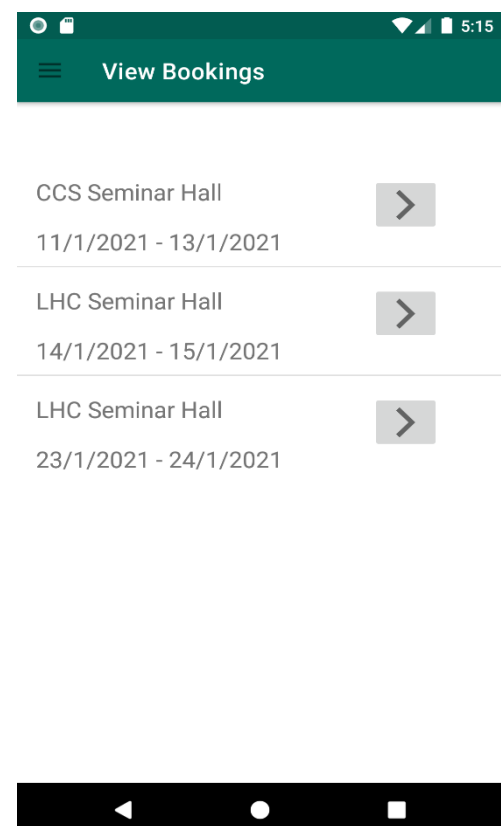 5:15
View Bookings
CCS Seminar Hall
11/1/2021 - 13/1/2021
LHC Seminar Hall
14/1/2021 - 15/1/2021
LHC Seminar Hall
23/1/2021 - 24/1/2021